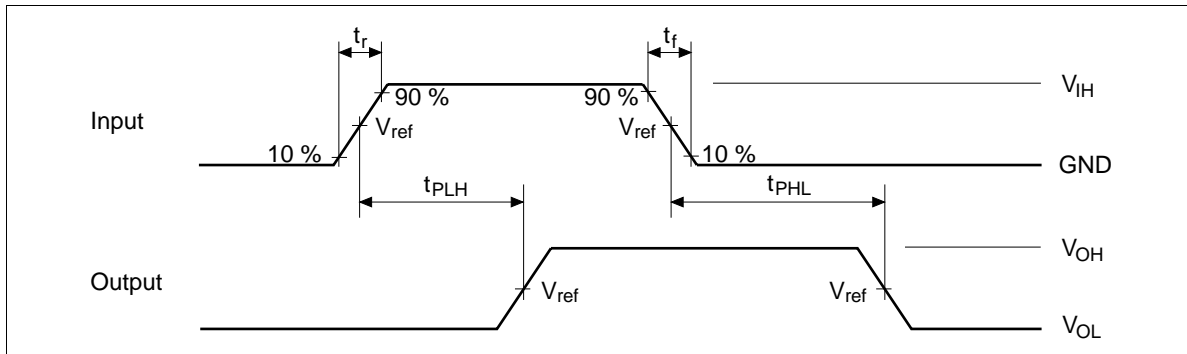 tr tf
VIH
90 % 90 %
Input Vref Vref
10 % 10 % GND
tPLH tPHL
VOH
Output Vref Vref
VOL